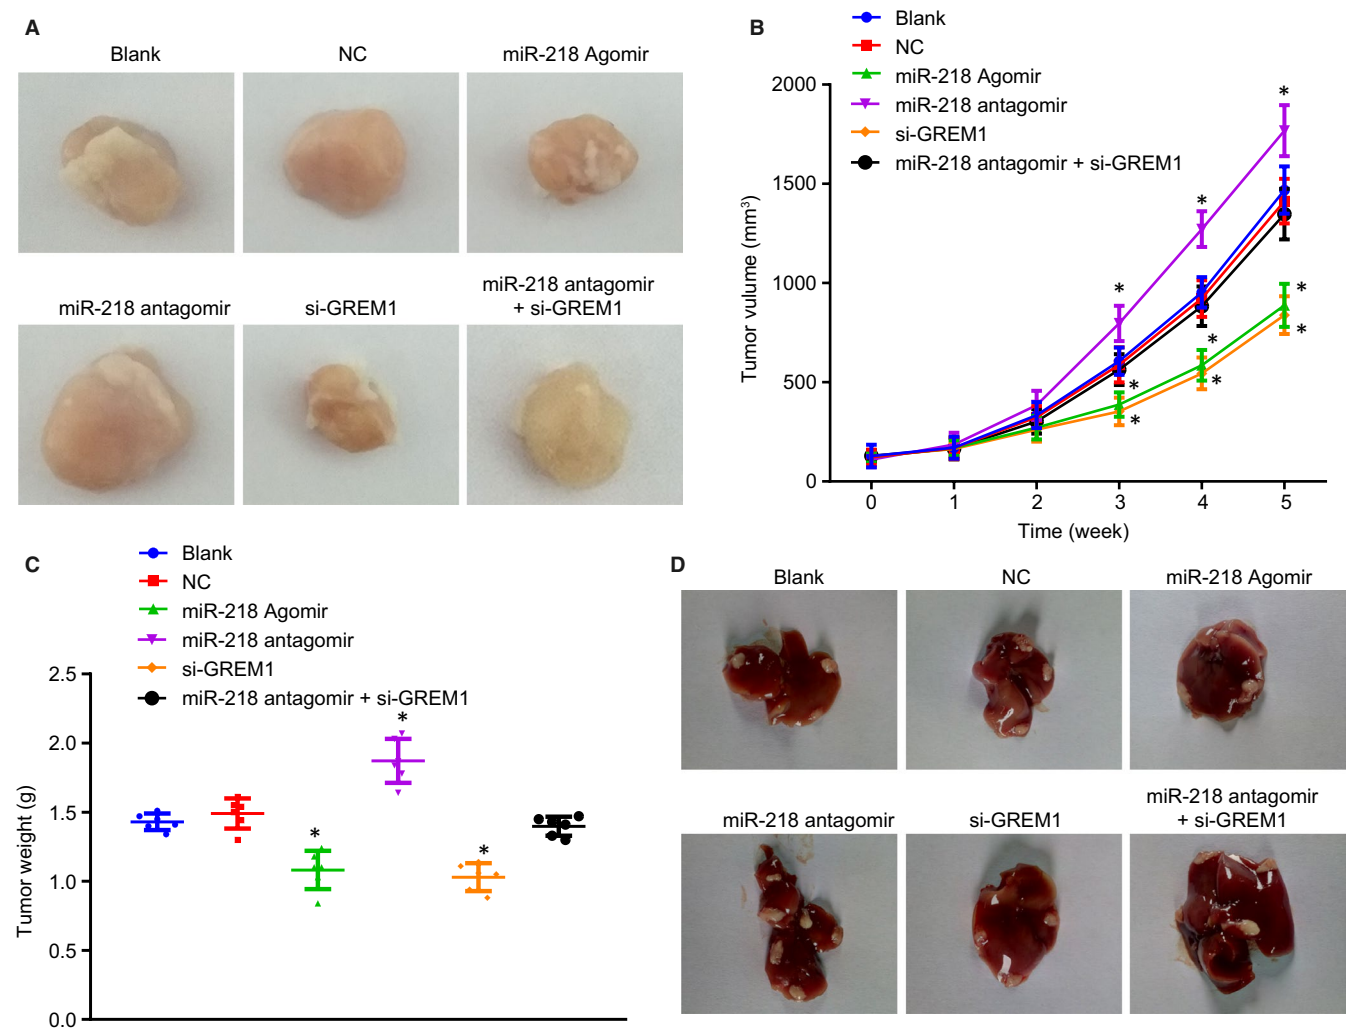 A
Blank
NC
miR-218 Agomir
miR-218 antagomir
si-GREM1
miR-218 antagomir
+ si-GREM1
B
Blank
NC
miR-218 Agomir
miR-218 antagomir
si-GREM1
miR-218 antagomir + si-GREM1
Tumor vulume (mm³)
2000
1500
1000
500
0
* * * * * * * * *
0 1 2 3 4 5
Time (week)
C
Blank
NC
miR-218 Agomir
miR-218 antagomir
si-GREM1
miR-218 antagomir + si-GREM1
Tumor weight (g)
2.5
2.0
1.5
1.0
0.5
0.0
* * *
D
Blank
NC
miR-218 Agomir
miR-218 antagomir
si-GREM1
miR-218 antagomir
+ si-GREM1